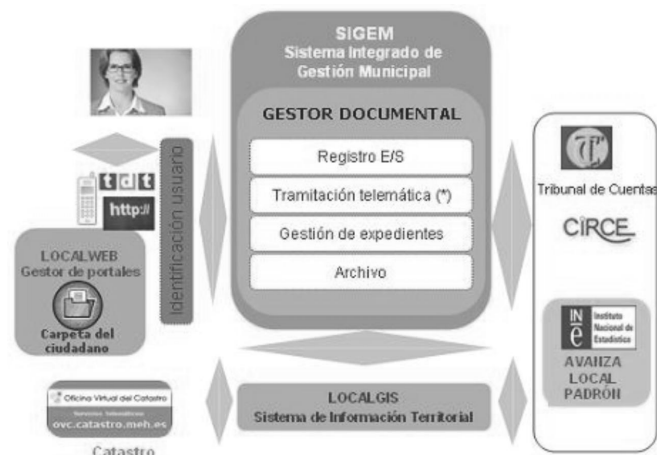 SIGEM
Sistema Integrado de
Gestión Municipal
GESTOR DOCUMENTAL
Registro E/S
Tramitación telemática (*)
Gestión de expedientes
Archivo
Identificación usuario
tdt
http://
LOCALWEB
Gestor de portales
Carpeta del
ciudadano
Tribunal de Cuentas
CIRCE
INe
Instituto
Nacional de
Estadística
AVANZA
LOCAL
PADRÓN
Oficina Virtual del Catastro
Servicios Telemáticos
ovc.catastro.meh.es
Catastro
LOCALGIS
Sistema de Información Territorial